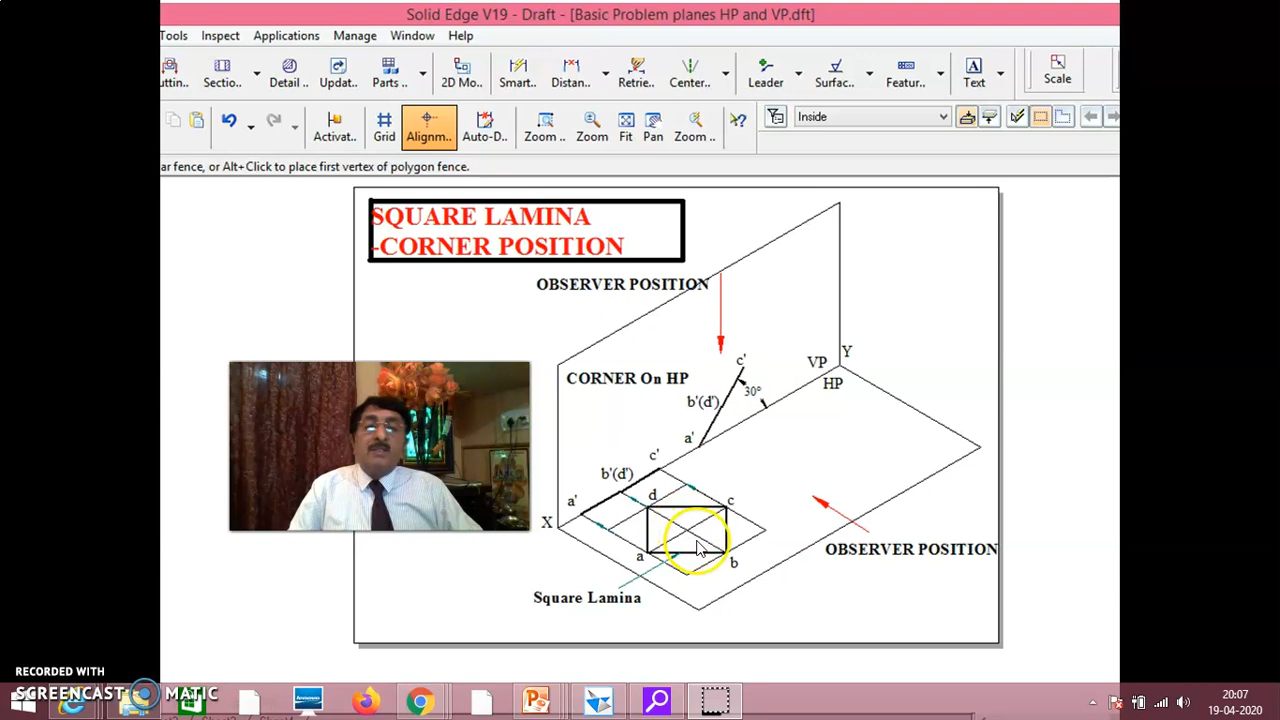 Solid Edge V19 - Draft - [Basic Problem planes HP and VP.dft]
Tools Inspect Applications Manage Window Help
Sectio.. Detail .. Updat.. Parts .. 2D Mo.. Smart.. Distan.. Retrie.. Center.. Leader Surfac.. Featur.. Text Scale
Activat.. Grid Alignm.. Auto-D.. Zoom .. Zoom Fit Pan Zoom .. Inside
ar fence, or Alt+Click to place first vertex of polygon fence.
SQUARE LAMINA
-CORNER POSITION
OBSERVER POSITION
c'
VP
Y
CORNER On HP
30°
HP
b'(d')
a'
c'
b'(d')
a'
d
c
X
OBSERVER POSITION
a
b
Square Lamina
RECORDED WITH
SCREENCAST MATIC
20:07
19-04-2020